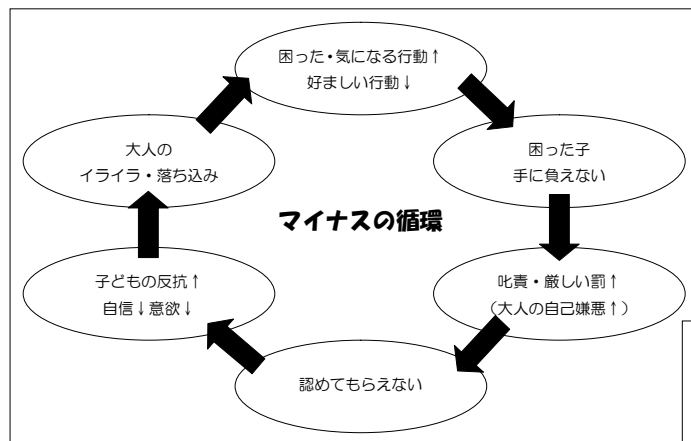 困った・気になる行動↑
好ましい行動↓
困った子
手に負えない
叱責・厳しい罰↑
（大人の自己嫌悪↑）
認めてもらえない
子どもの反抗↑
自信↓意欲↓
大人の
イライラ・落ち込み
マイナスの循環